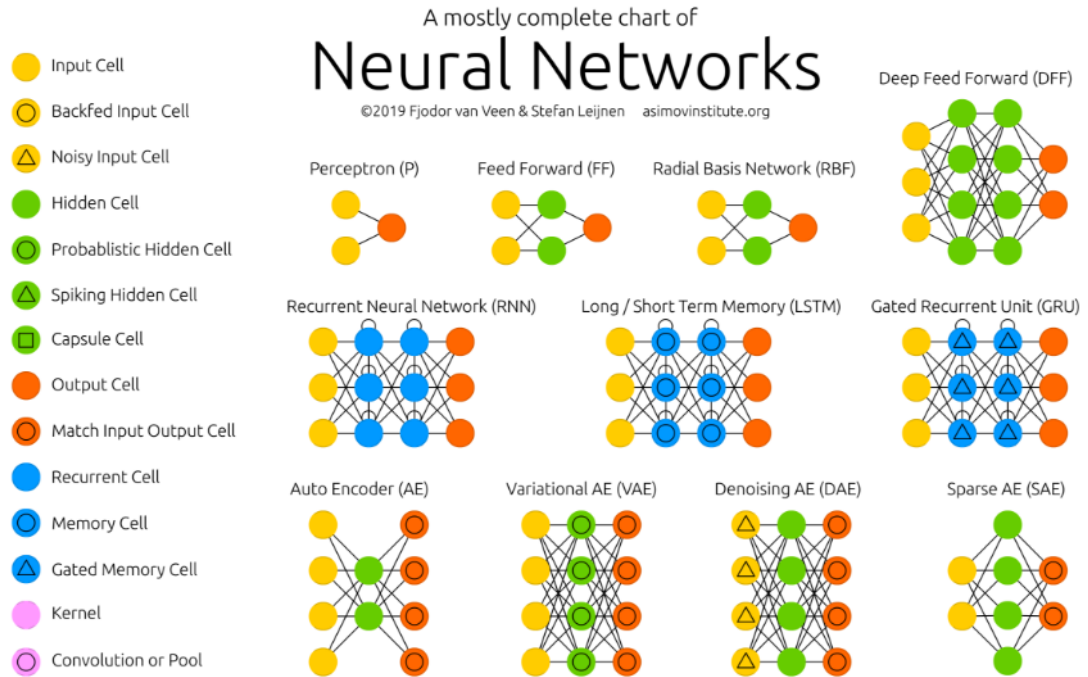 A mostly complete chart of
Neural Networks
©2019 Fjodor van Veen & Stefan Leijnen asimovinstitute.org
Input Cell
Backfed Input Cell
Noisy Input Cell
Hidden Cell
Probablistic Hidden Cell
Spiking Hidden Cell
Capsule Cell
Output Cell
Match Input Output Cell
Recurrent Cell
Memory Cell
Gated Memory Cell
Kernel
Convolution or Pool
Deep Feed Forward (DFF)
Perceptron (P)
Feed Forward (FF)
Radial Basis Network (RBF)
Recurrent Neural Network (RNN)
Long / Short Term Memory (LSTM)
Gated Recurrent Unit (GRU)
Auto Encoder (AE)
Variational AE (VAE)
Denoising AE (DAE)
Sparse AE (SAE)